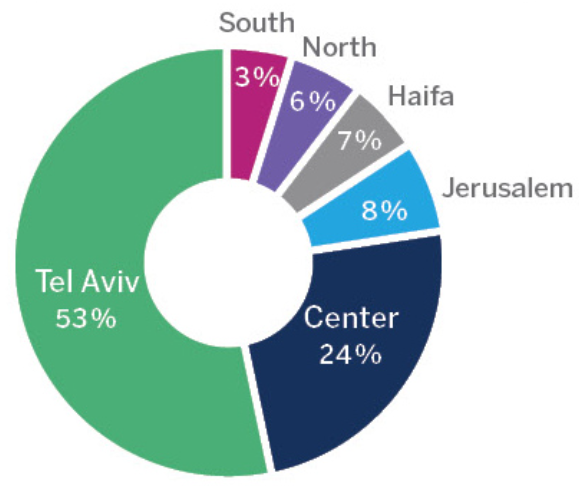 South
3%
North
6%
Haifa
7%
Jerusalem
8%
Center
24%
Tel Aviv
53%